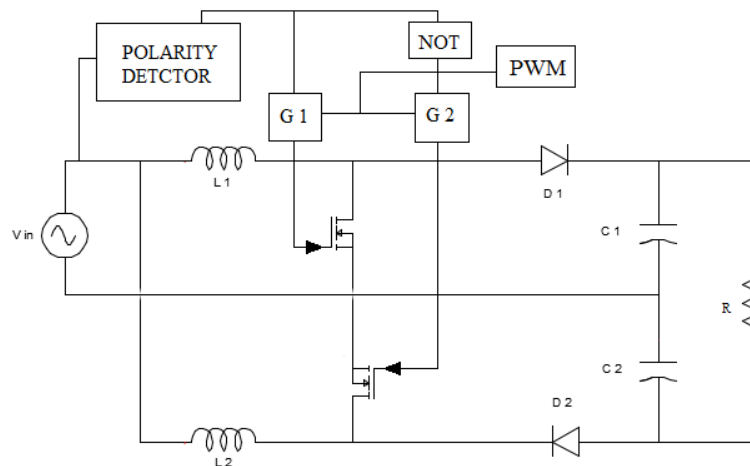 POLARITY
DETCTOR
NOT
PWM
G 1
G 2
L 1
D 1
V in
C 1
R
C 2
D 2
L 2